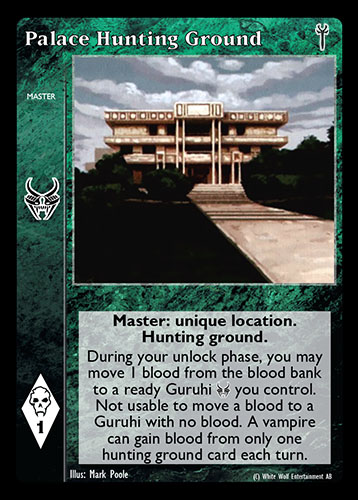 Palace Hunting Ground
MASTER
Master: unique location.
Hunting ground.
During your unlock phase, you may
move 1 blood from the blood bank
to a ready Guruhi you control.
Not usable to move a blood to a
Guruhi with no blood. A vampire
can gain blood from only one
hunting ground card each turn.
1
Illus: Mark Poole
(C) White Wolf Entertainment AB